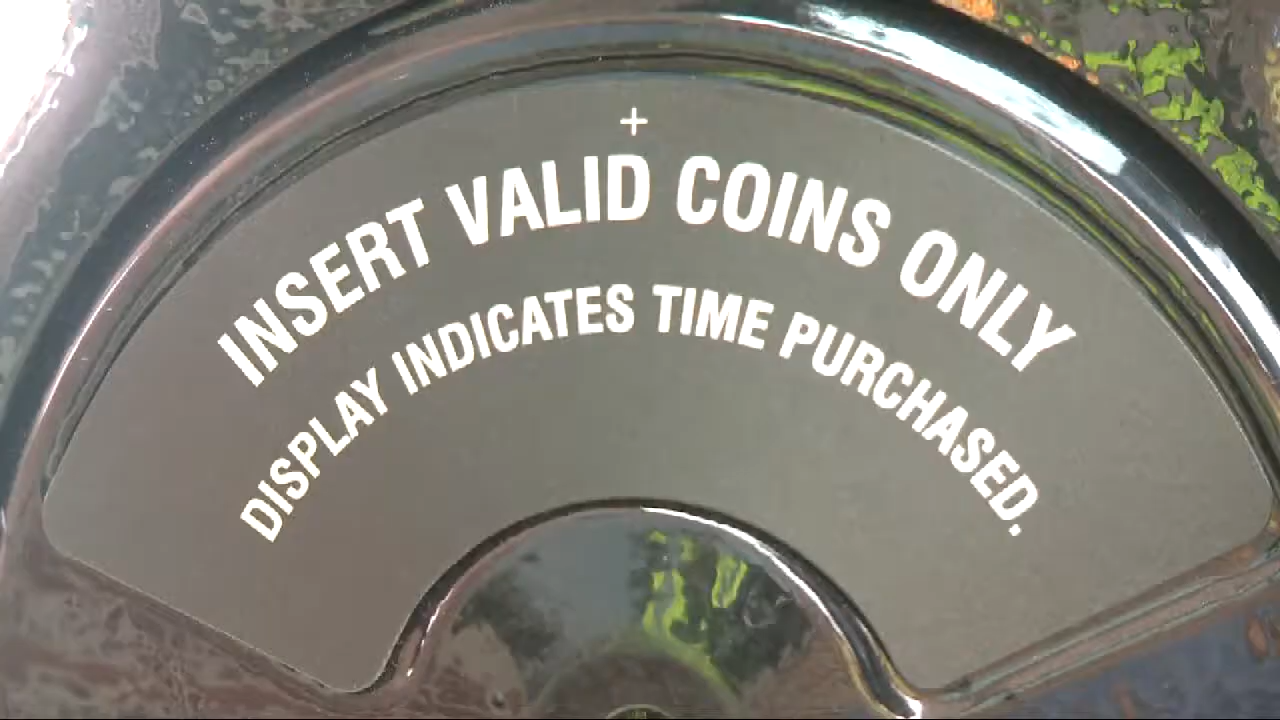 INSERT VALID COINS ONLY
DISPLAY INDICATES TIME PURCHASED.